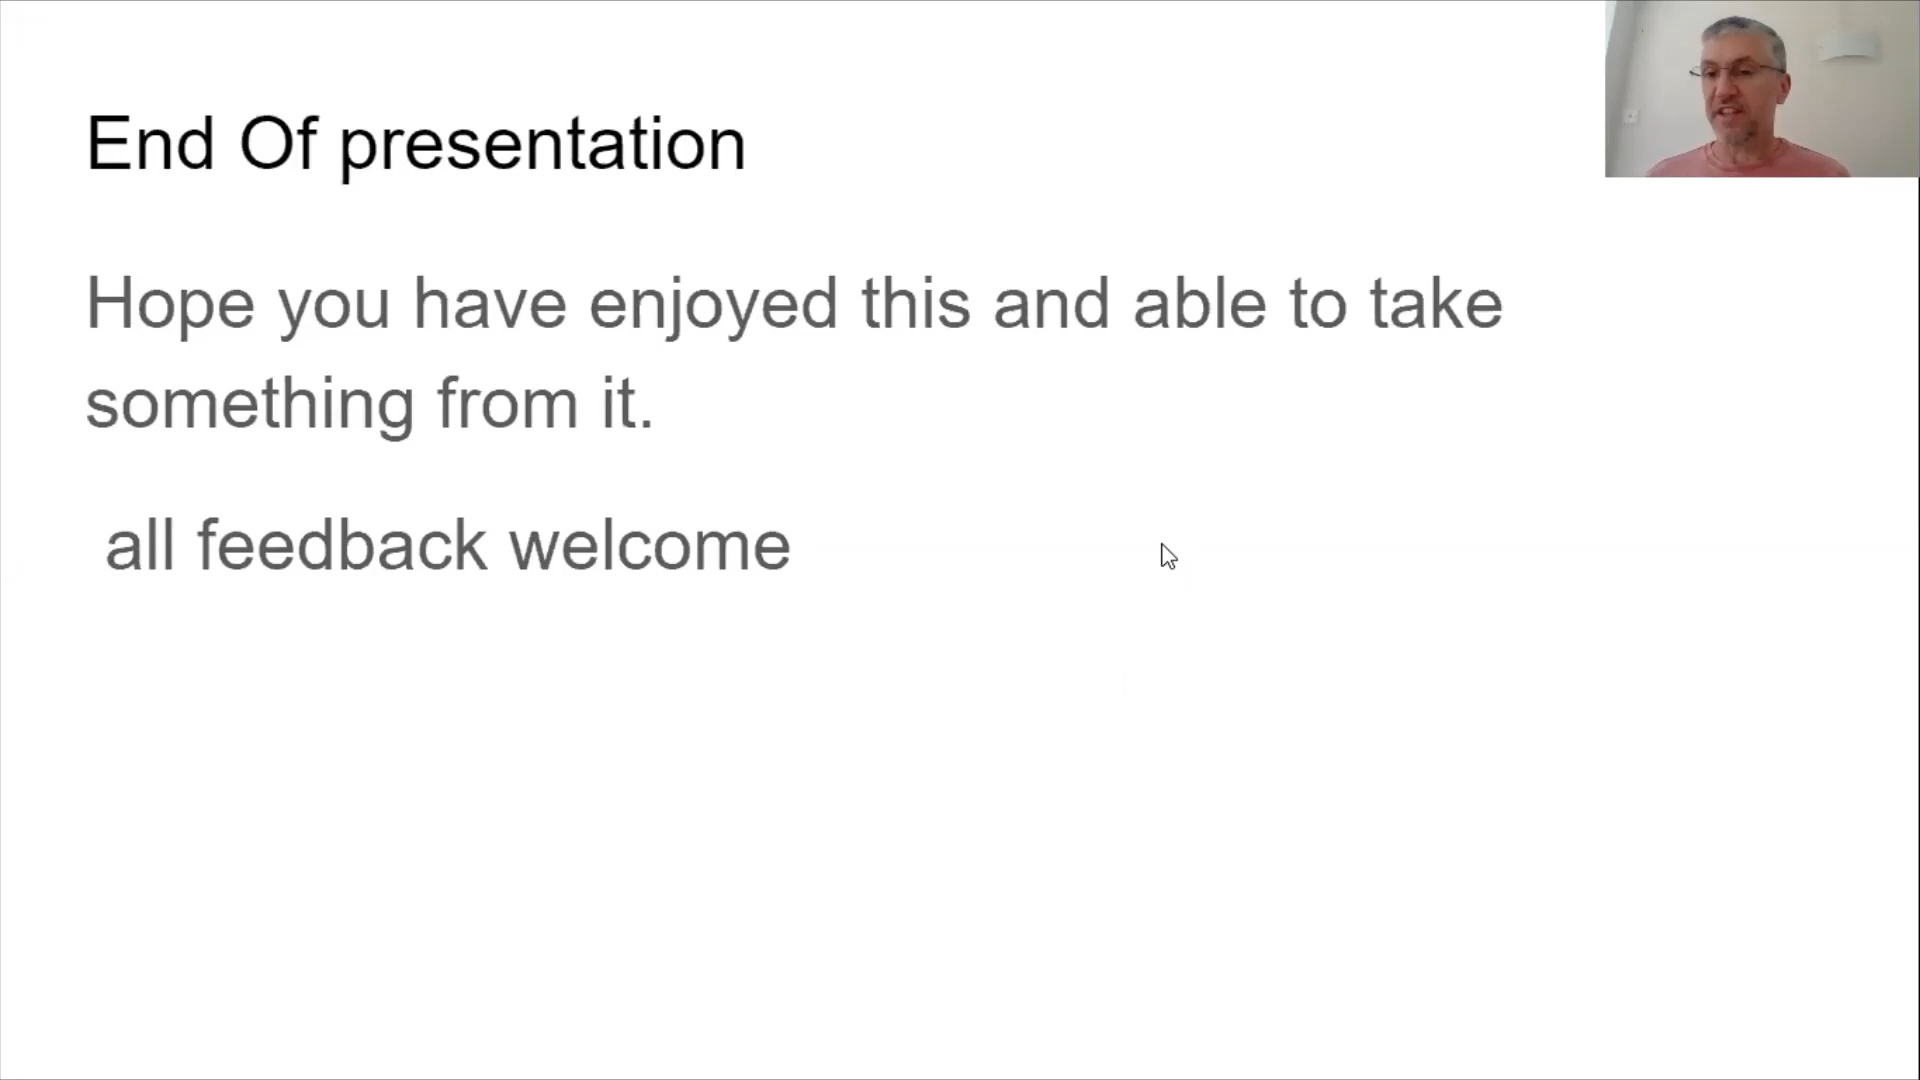 End Of presentation
Hope you have enjoyed this and able to take
something from it.
all feedback welcome